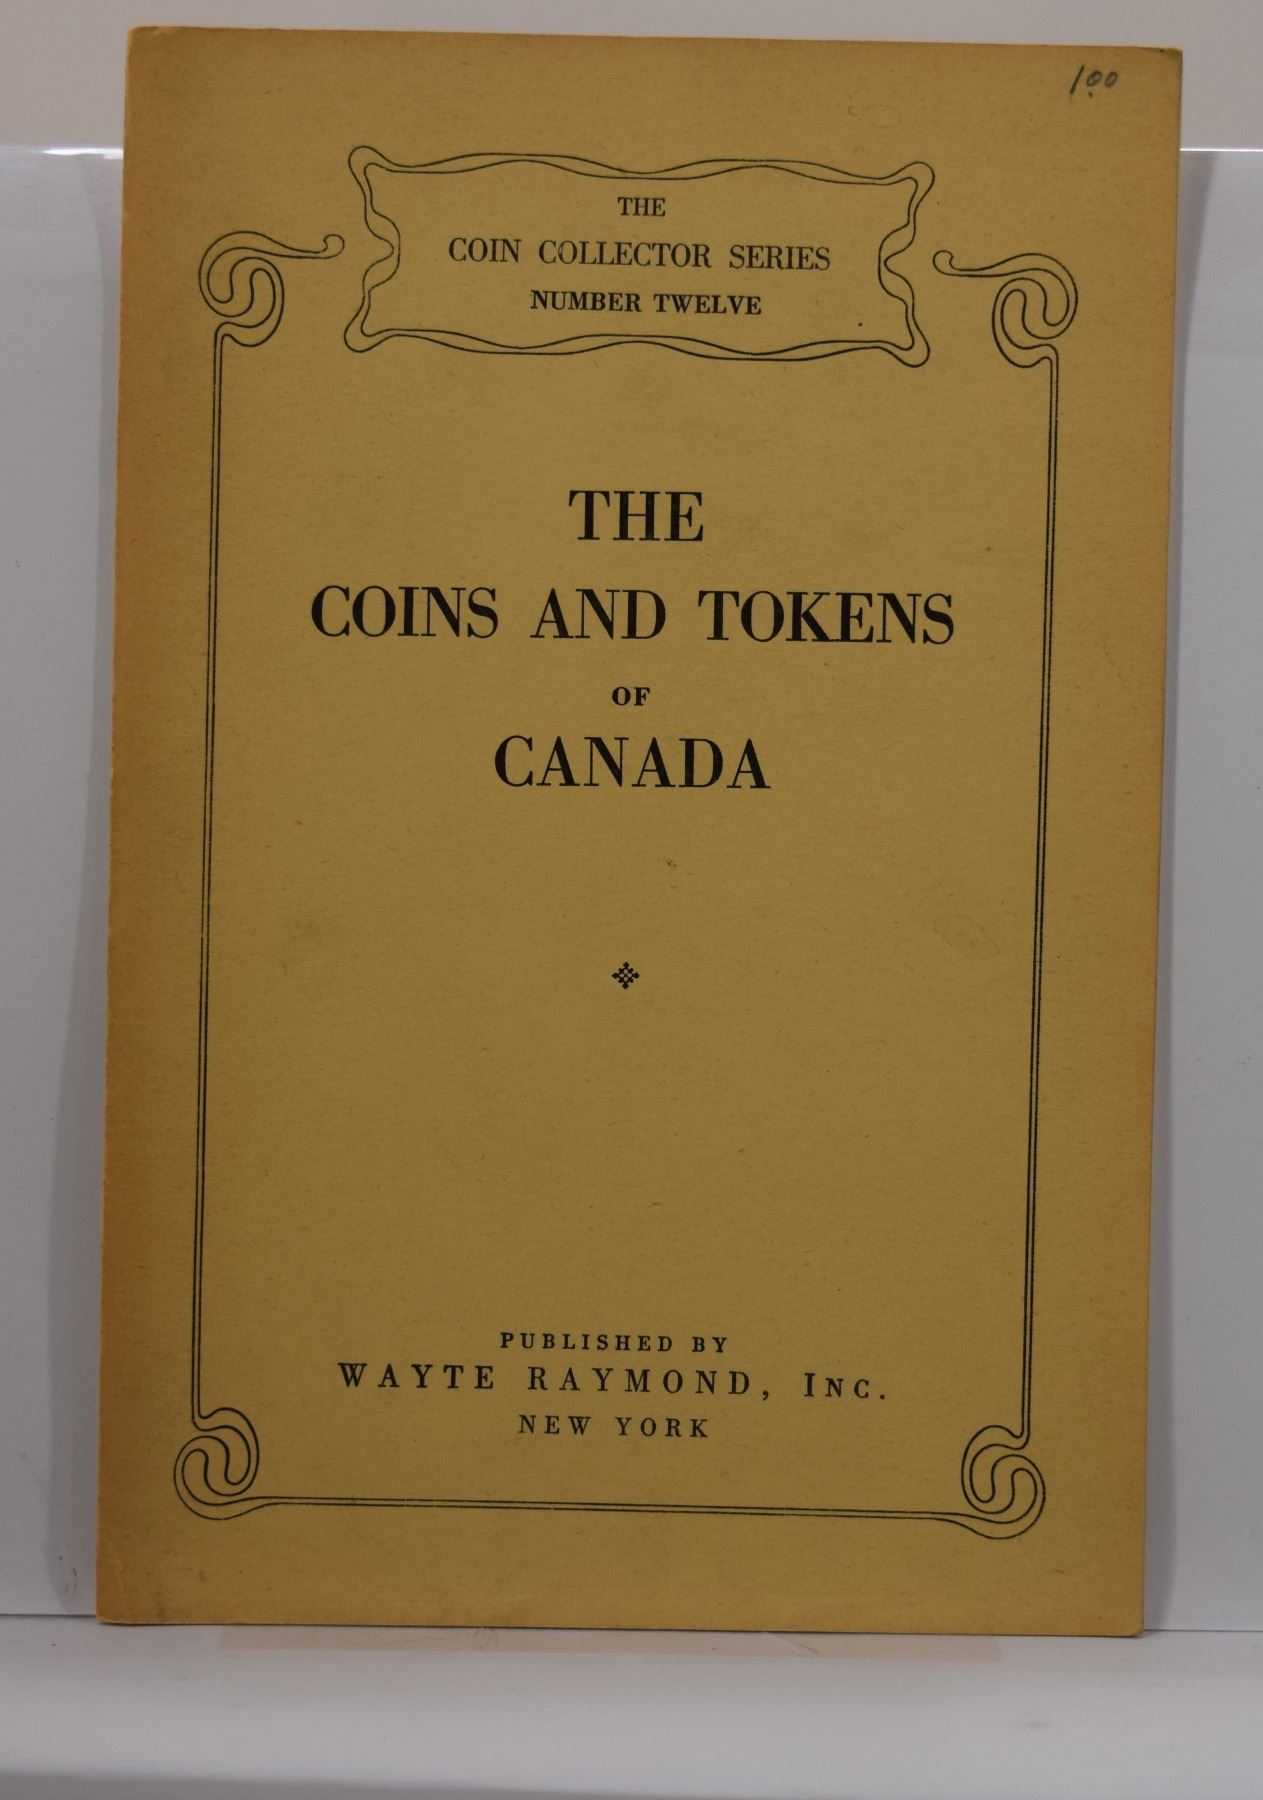 1.00
THE
COIN COLLECTOR SERIES
NUMBER TWELVE
THE
COINS AND TOKENS
OF
CANADA
PUBLISHED BY
WAYTE RAYMOND, INC.
NEW YORK